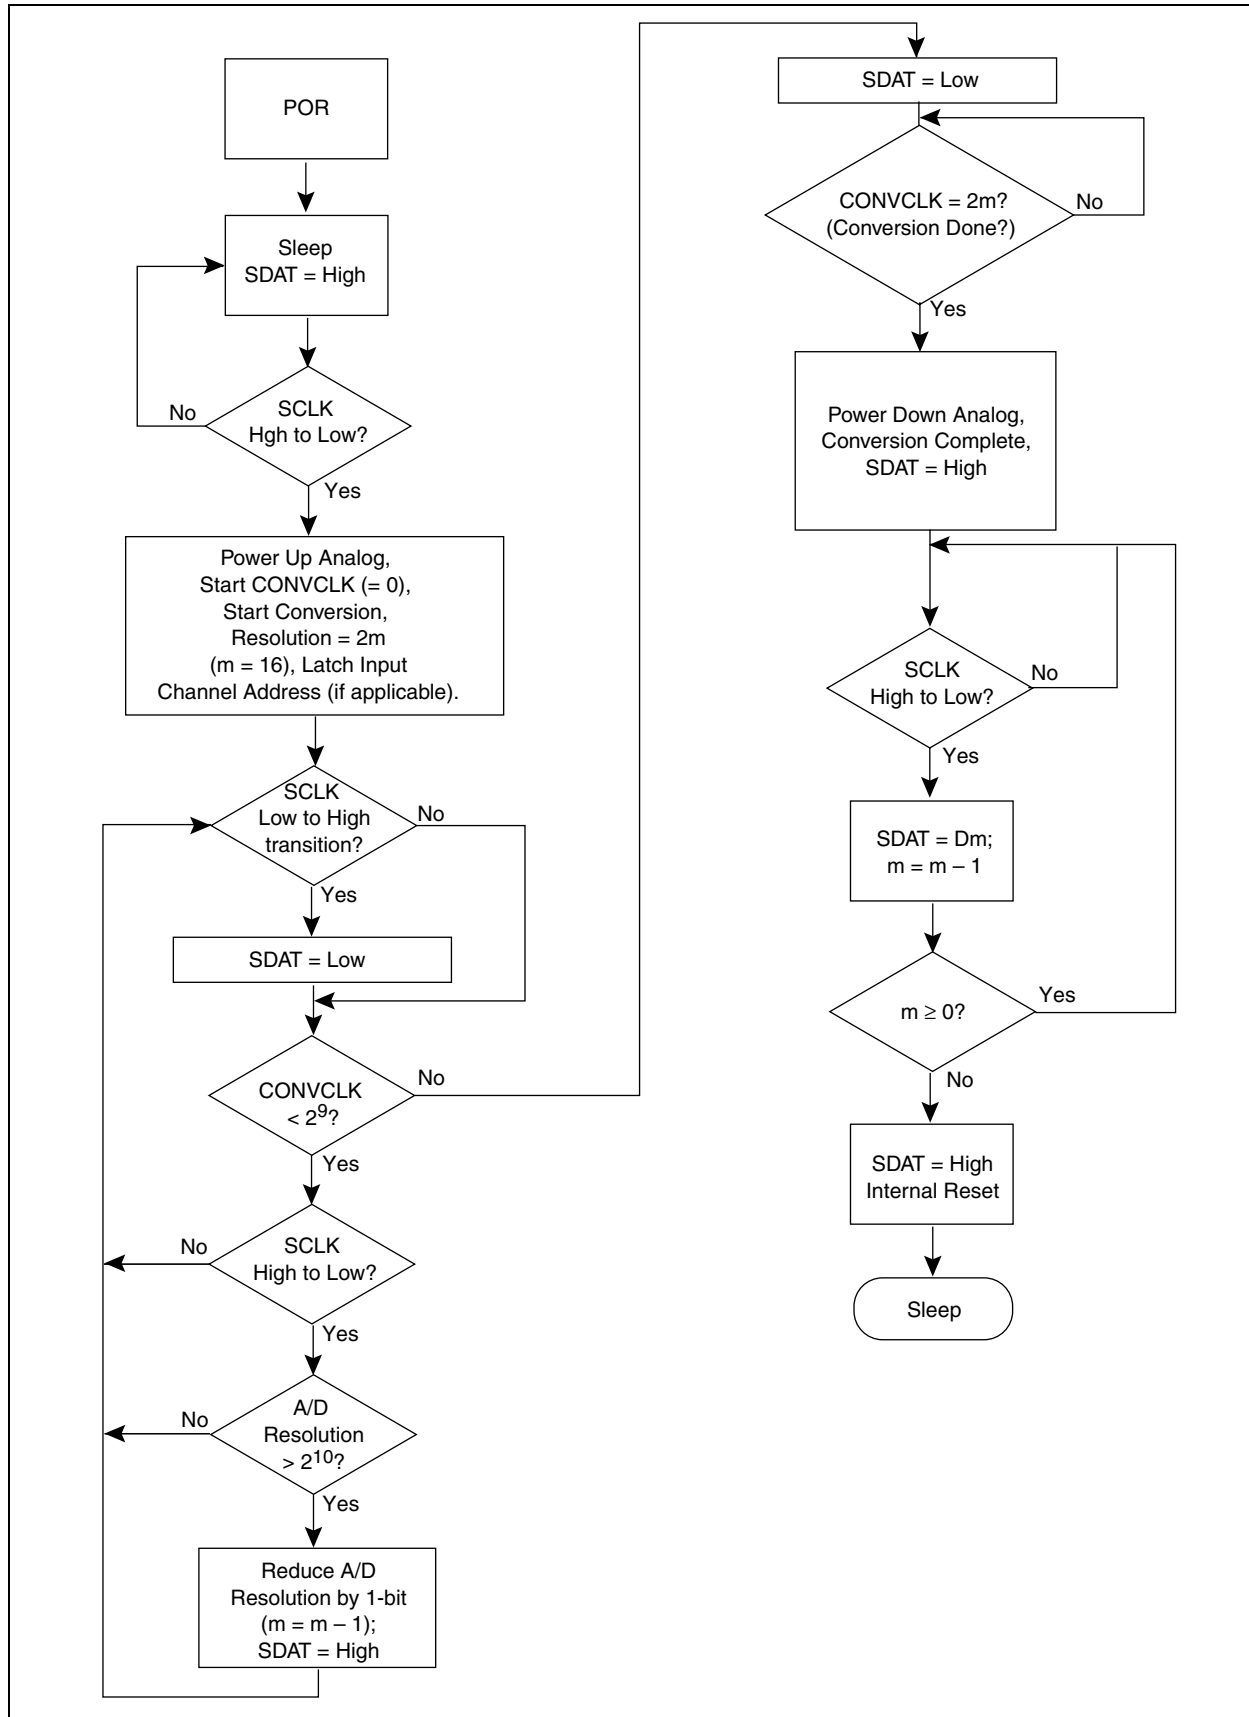 POR
Sleep
SDAT = High
SCLK
Hgh to Low?
No
Yes
Power Up Analog,
Start CONVCLK (= 0),
Start Conversion,
Resolution = 2m
(m = 16), Latch Input
Channel Address (if applicable).
SCLK
Low to High
transition?
No
Yes
SDAT = Low
CONVCLK
< 2⁹?
No
Yes
SCLK
High to Low?
No
Yes
A/D
Resolution
> 2¹⁰?
No
Yes
Reduce A/D
Resolution by 1-bit
(m = m – 1);
SDAT = High
SDAT = Low
CONVCLK = 2m?
(Conversion Done?)
No
Yes
Power Down Analog,
Conversion Complete,
SDAT = High
SCLK
High to Low?
No
Yes
SDAT = Dm;
m = m – 1
m ≥ 0?
Yes
No
SDAT = High
Internal Reset
Sleep